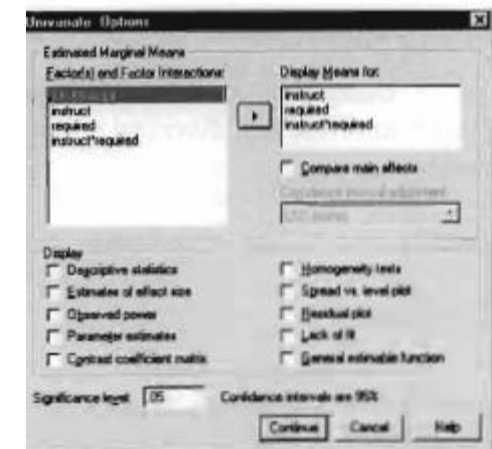 Univariate Options
Estimated Marginal Means
Factor(s) and Factor Interactions:
instruct
required
instruct*required
Display Means for:
instruct
required
instruct*required
Compare main effects
Confidence interval adjustment
Display
Descriptive statistics
Estimates of effect size
Observed power
Parameter estimates
Contrast coefficient matrix
Homogeneity tests
Spread vs. level plot
Residual plot
Lack of fit
General estimable function
Significance level: .05
Confidence intervals are 95%
Continue
Cancel
Help